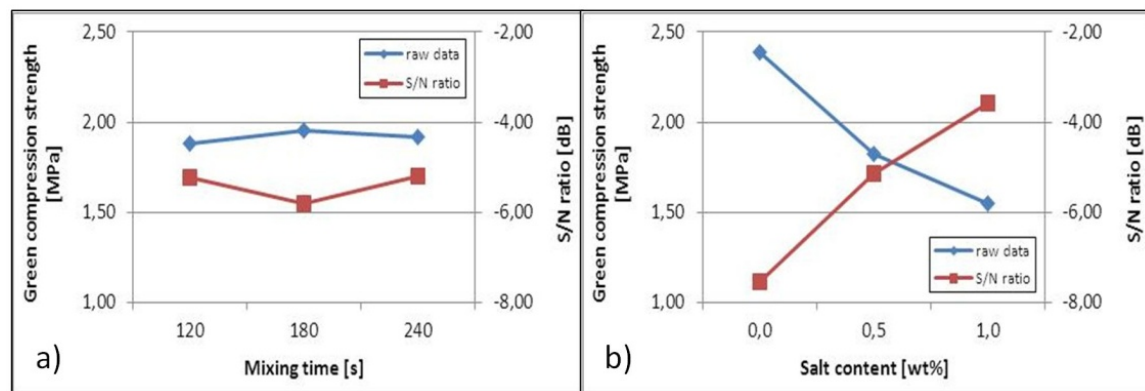 2,50
2,00
1,50
1,00
Green compression strength
[MPa]
-2,00
-4,00
-6,00
-8,00
S/N ratio [dB]
raw data
S/N ratio
120
180
240
Mixing time [s]
a)
2,50
2,00
1,50
1,00
Green compression strength
[MPa]
-2,00
-4,00
-6,00
-8,00
S/N ratio [dB]
raw data
S/N ratio
0,0
0,5
1,0
Salt content [wt%]
b)